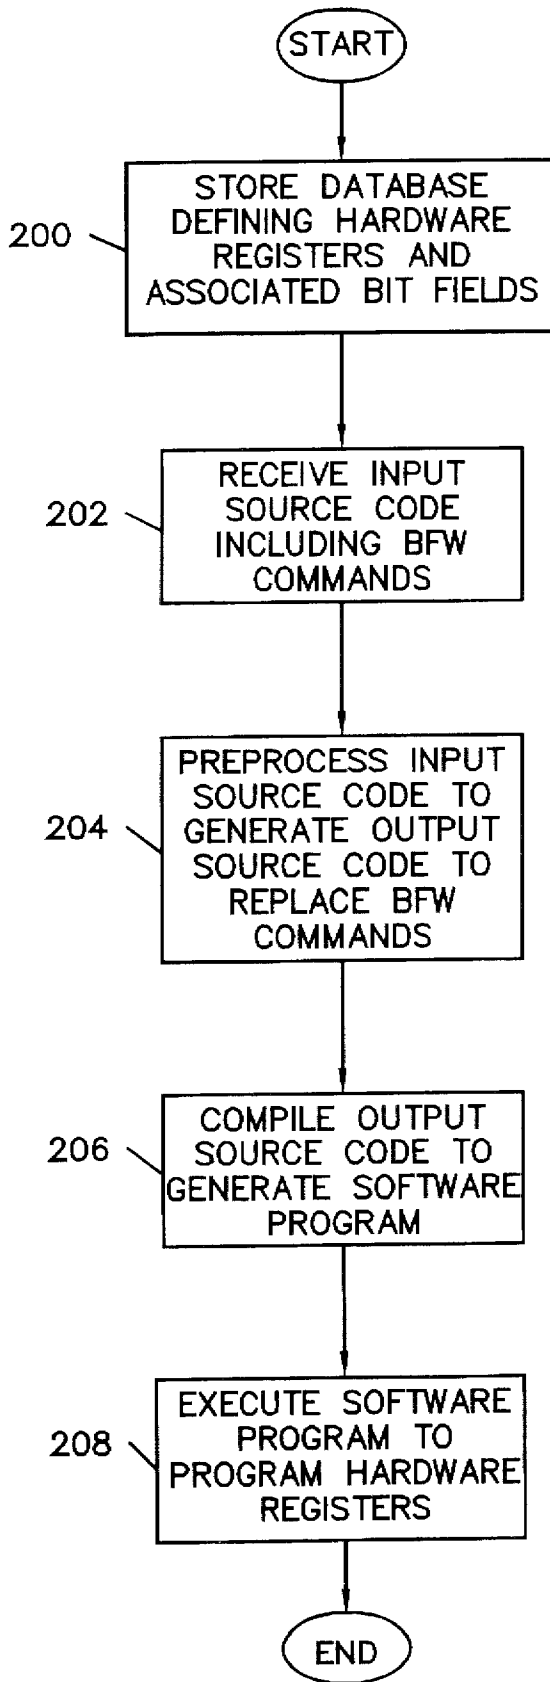 START
200
STORE DATABASE
DEFINING HARDWARE
REGISTERS AND
ASSOCIATED BIT FIELDS
202
RECEIVE INPUT
SOURCE CODE
INCLUDING BFW
COMMANDS
204
PREPROCESS INPUT
SOURCE CODE TO
GENERATE OUTPUT
SOURCE CODE TO
REPLACE BFW
COMMANDS
206
COMPILE OUTPUT
SOURCE CODE TO
GENERATE SOFTWARE
PROGRAM
208
EXECUTE SOFTWARE
PROGRAM TO
PROGRAM HARDWARE
REGISTERS
END